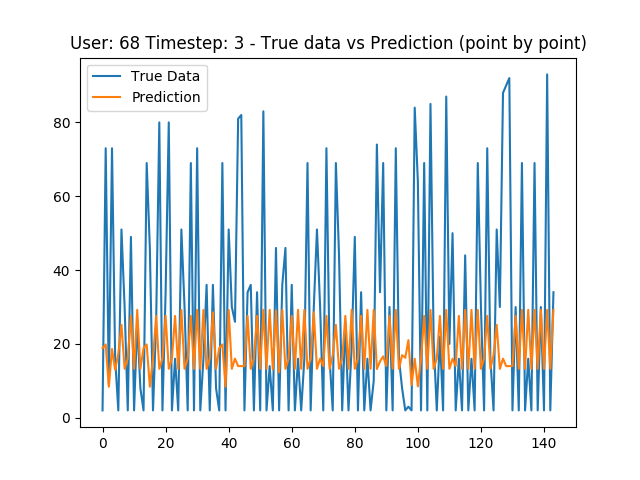 User: 68 Timestep: 3 - True data vs Prediction (point by point)
True Data
Prediction
80
60
40
20
0
0 20 40 60 80 100 120 140